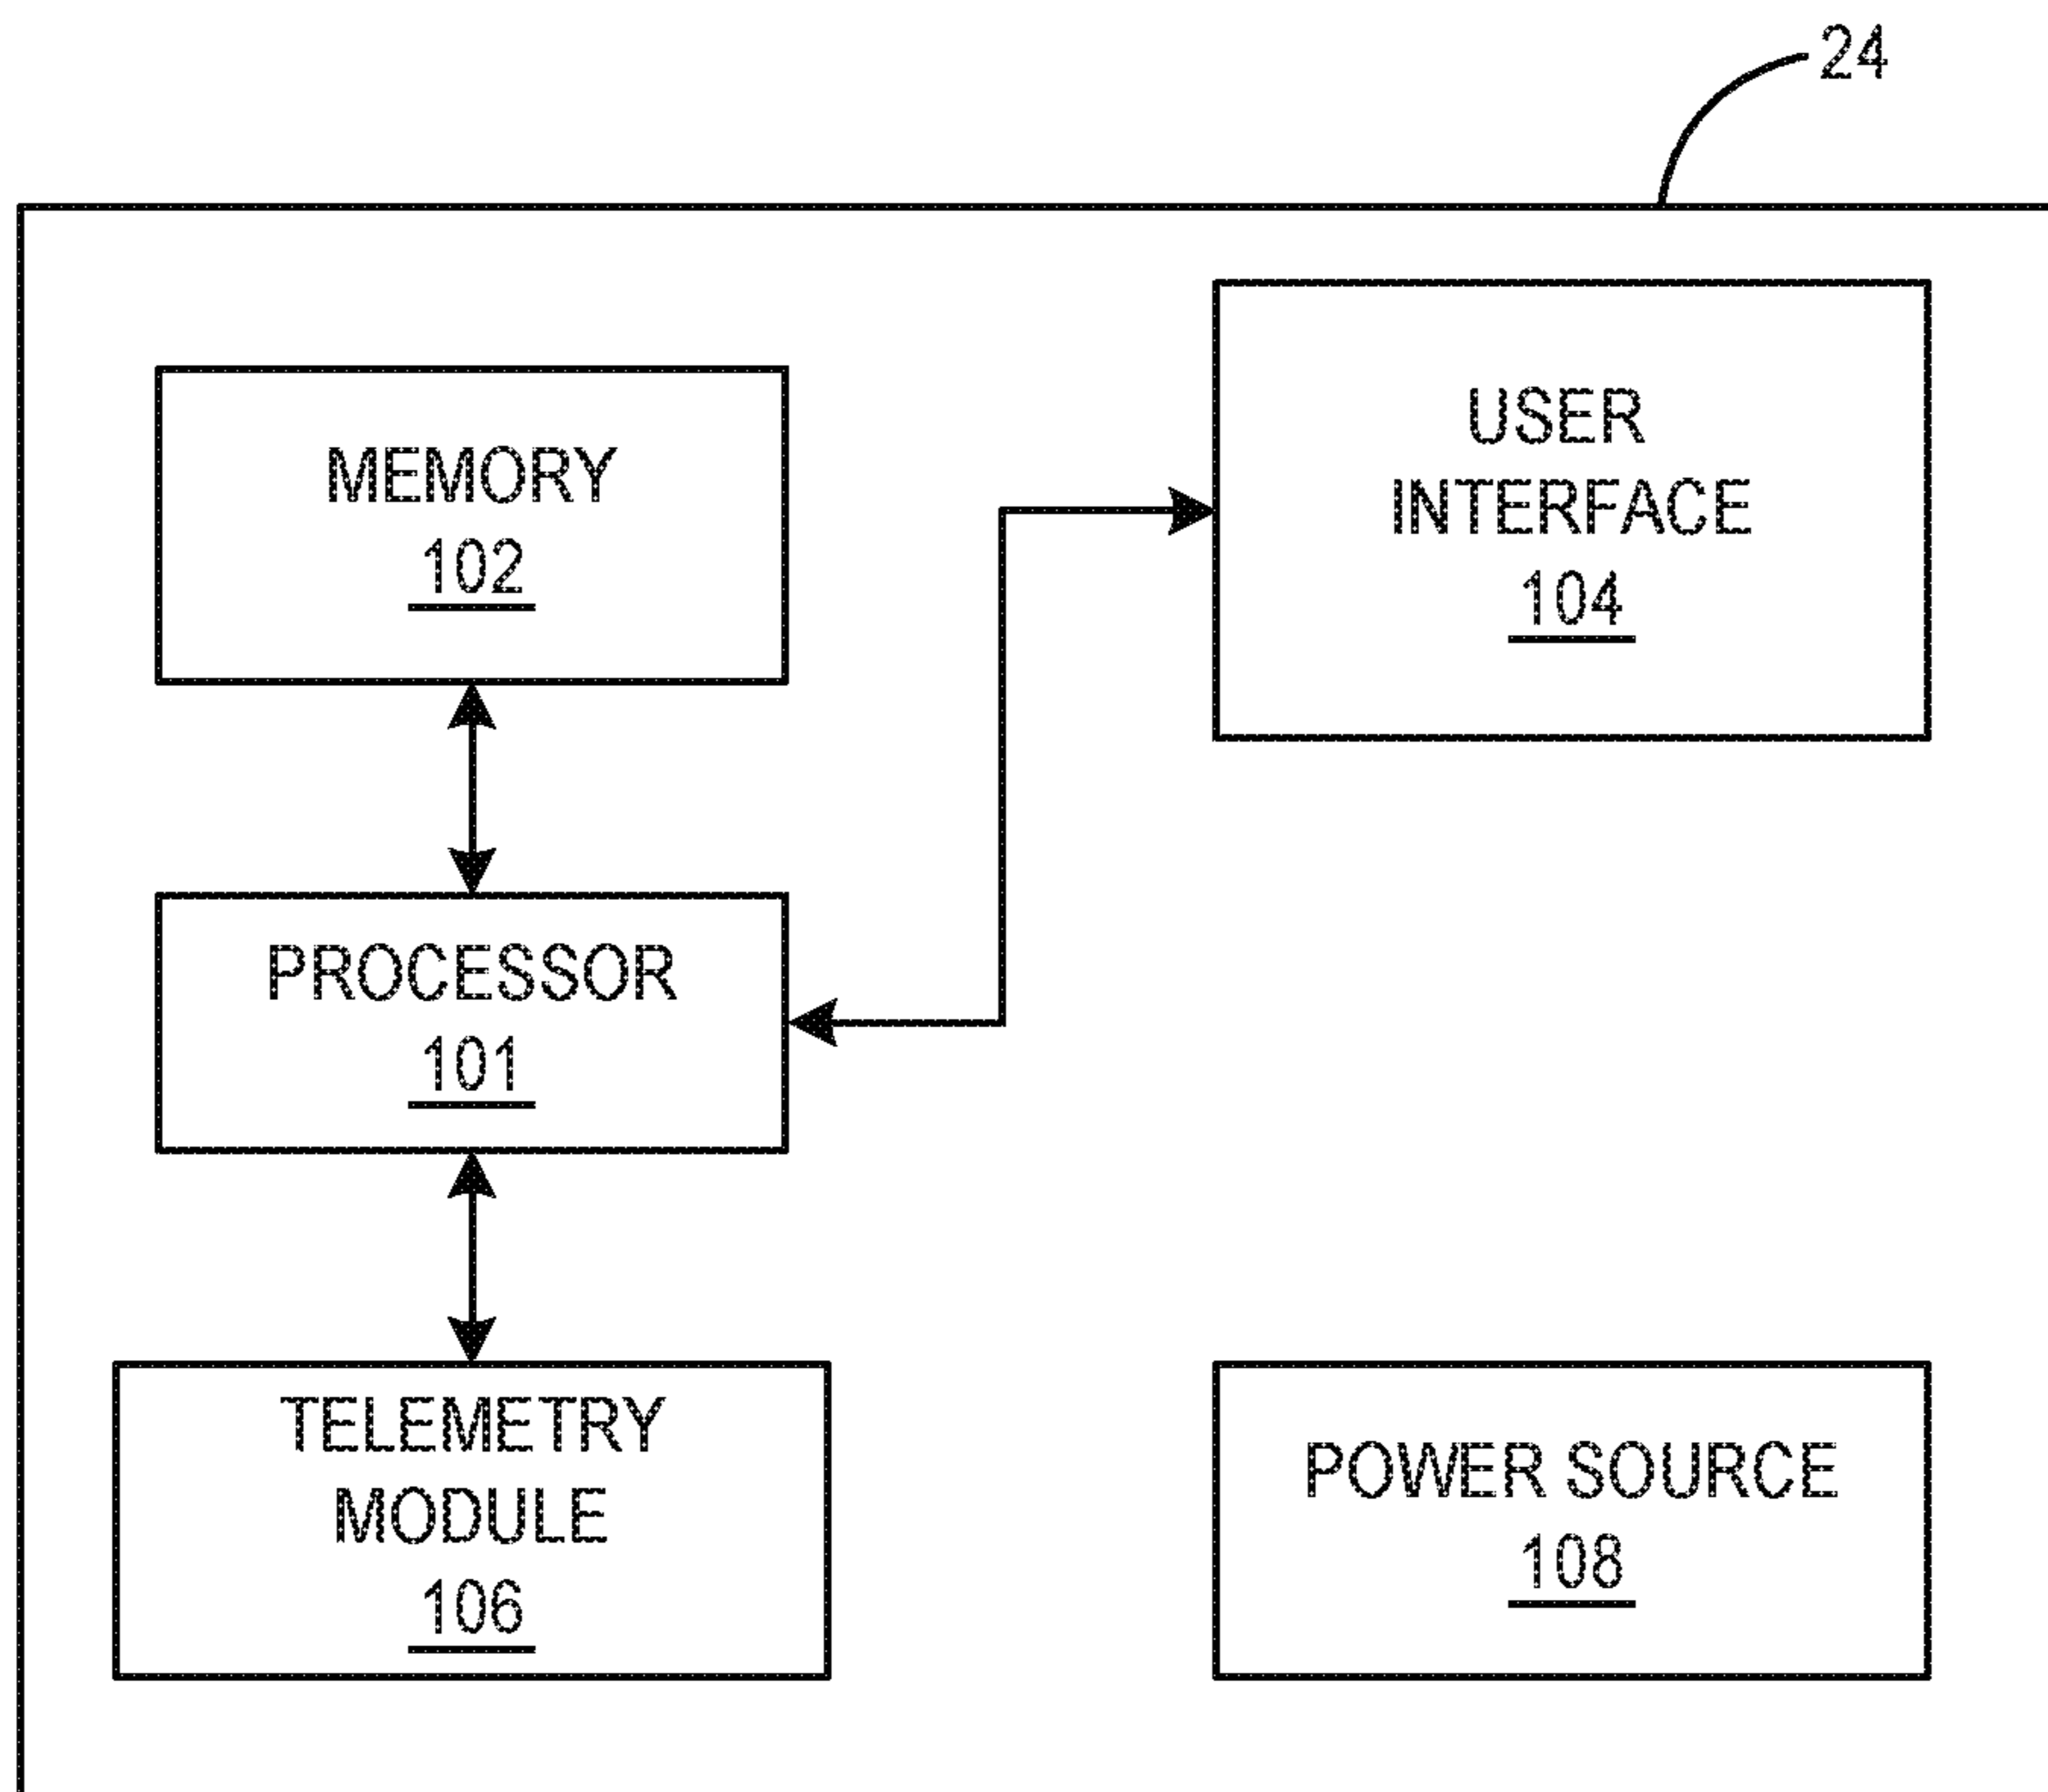 24
MEMORY
102
USER
INTERFACE
104
PROCESSOR
101
TELEMETRY
MODULE
106
POWER SOURCE
108